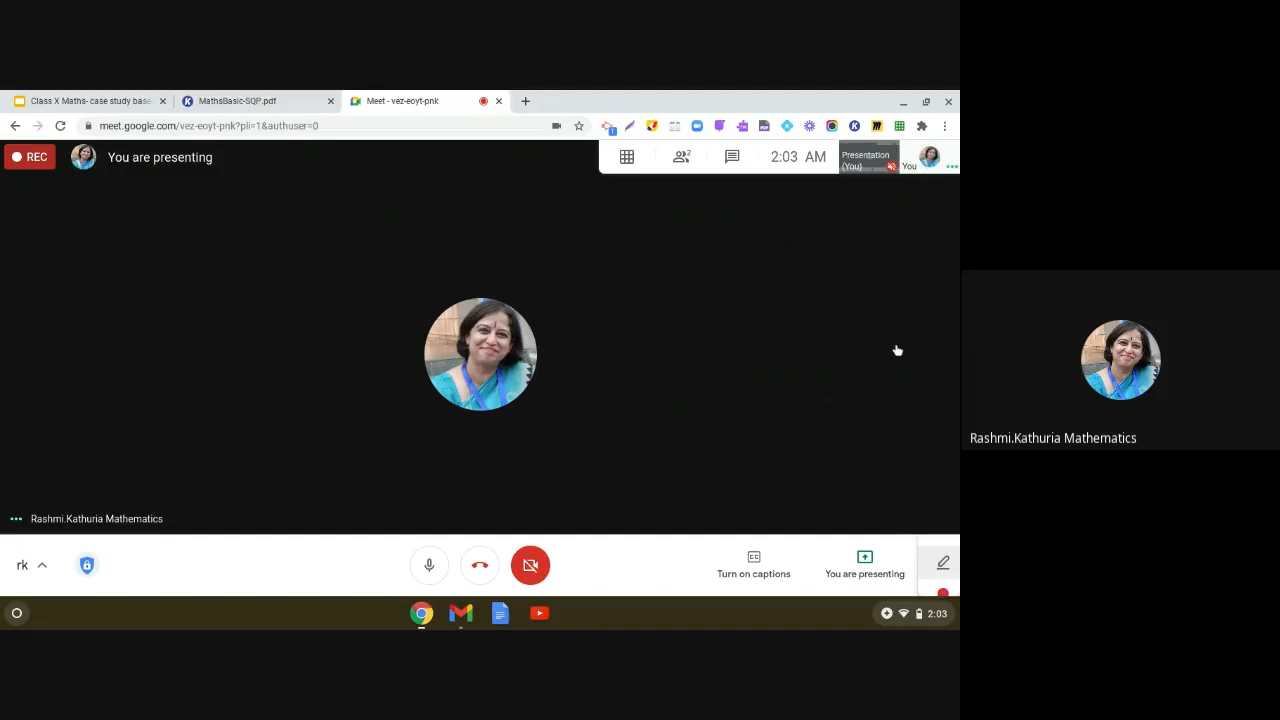 Class X Maths- case study base
MathsBasic-SQP.pdf
Meet - vez-eoyt-pnk
meet.google.com/vez-eoyt-pnk?pli=1&authuser=0
REC
You are presenting
2
2:03 AM
Presentation
(You)
You
Rashmi.Kathuria Mathematics
Rashmi.Kathuria Mathematics
rk
Turn on captions
You are presenting
2:03